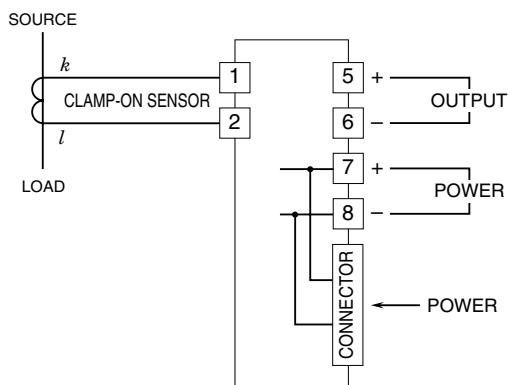 SOURCE
k
CLAMP-ON SENSOR
l
LOAD
1
2
5 +
6 –
OUTPUT
7 +
8 –
POWER
CONNECTOR
POWER